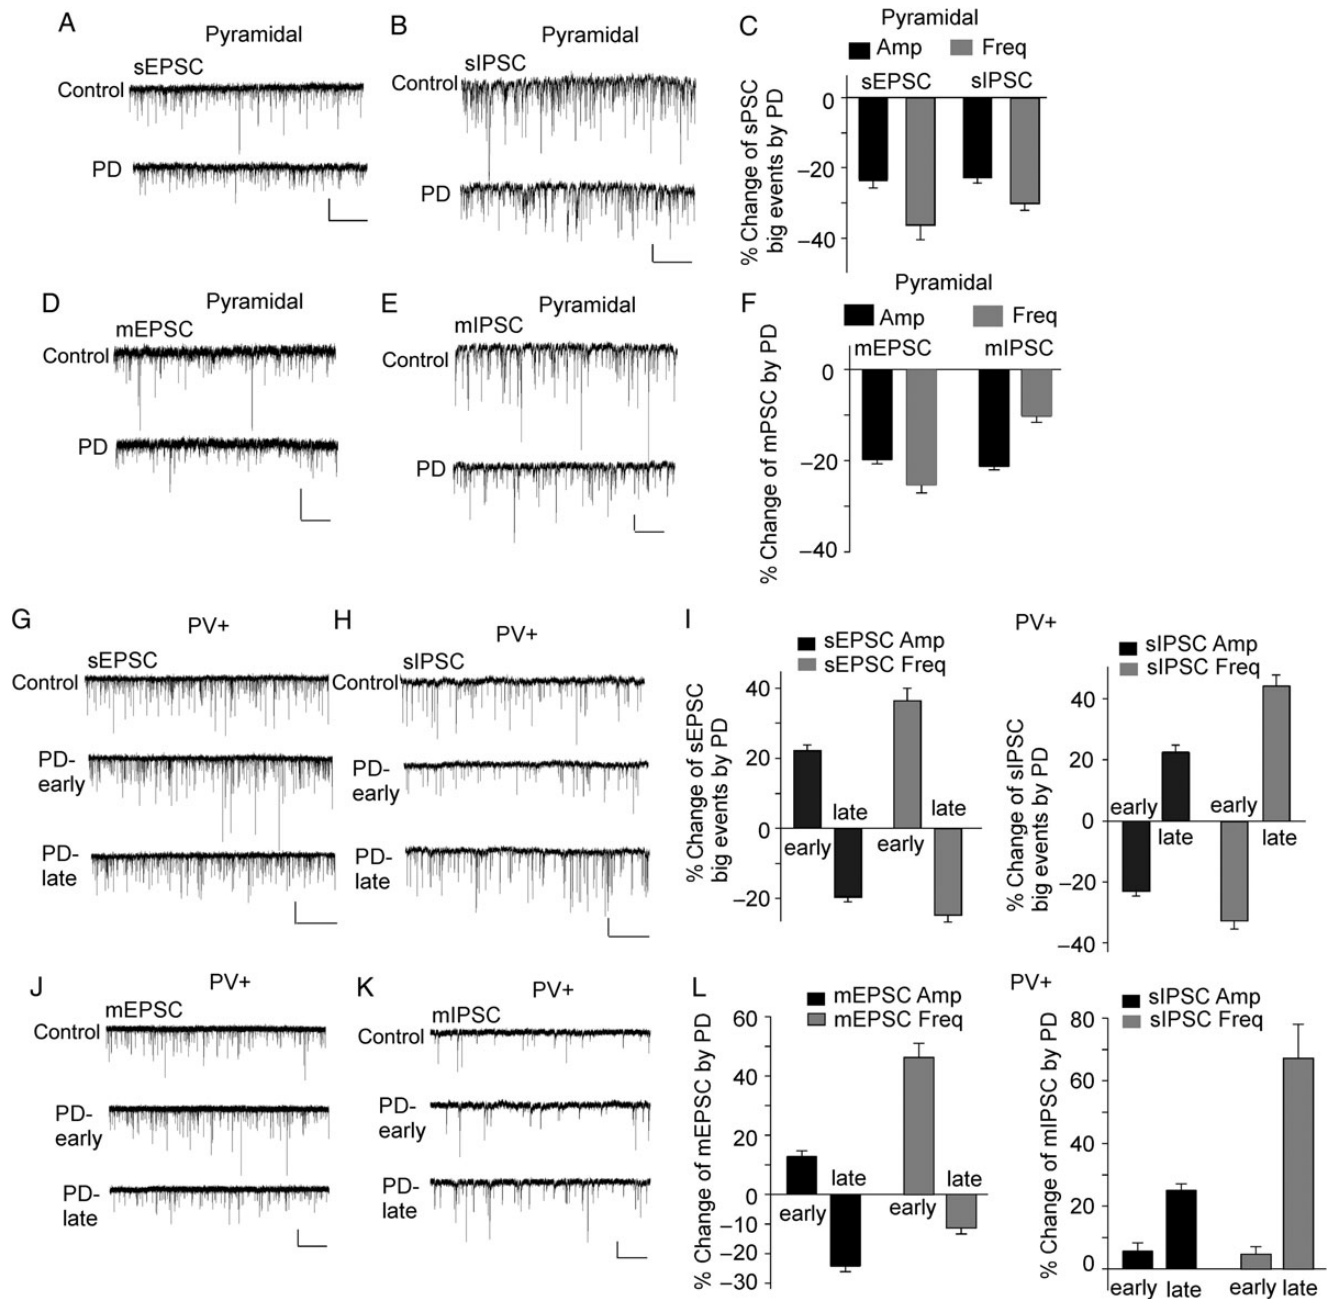 A
Pyramidal
sEPSC
Control
PD
B
Pyramidal
sIPSC
Control
PD
C
Pyramidal
Amp Freq
sEPSC sIPSC
% Change of sPSC
big events by PD
0
−20
−40
D
Pyramidal
mEPSC
Control
PD
E
Pyramidal
mIPSC
Control
PD
F
Pyramidal
Amp Freq
mEPSC mIPSC
% Change of mPSC by PD
0
−20
−40
G
PV+
sEPSC
Control
PD-
early
PD-
late
H
PV+
sIPSC
Control
PD-
early
PD-
late
I
PV+
sEPSC Amp
sEPSC Freq
% Change of sEPSC
big events by PD
40
20
0
−20
early late early late
sIPSC Amp
sIPSC Freq
% Change of sIPSC
big events by PD
40
20
0
−20
−40
early late early late
J
PV+
mEPSC
Control
PD-
early
PD-
late
K
PV+
mIPSC
Control
PD-
early
PD-
late
L
PV+
mEPSC Amp
mEPSC Freq
% Change of mEPSC by PD
60
40
20
0
−10
−20
−30
early late early late
sIPSC Amp
sIPSC Freq
% Change of mIPSC by PD
80
60
40
20
0
early late early late